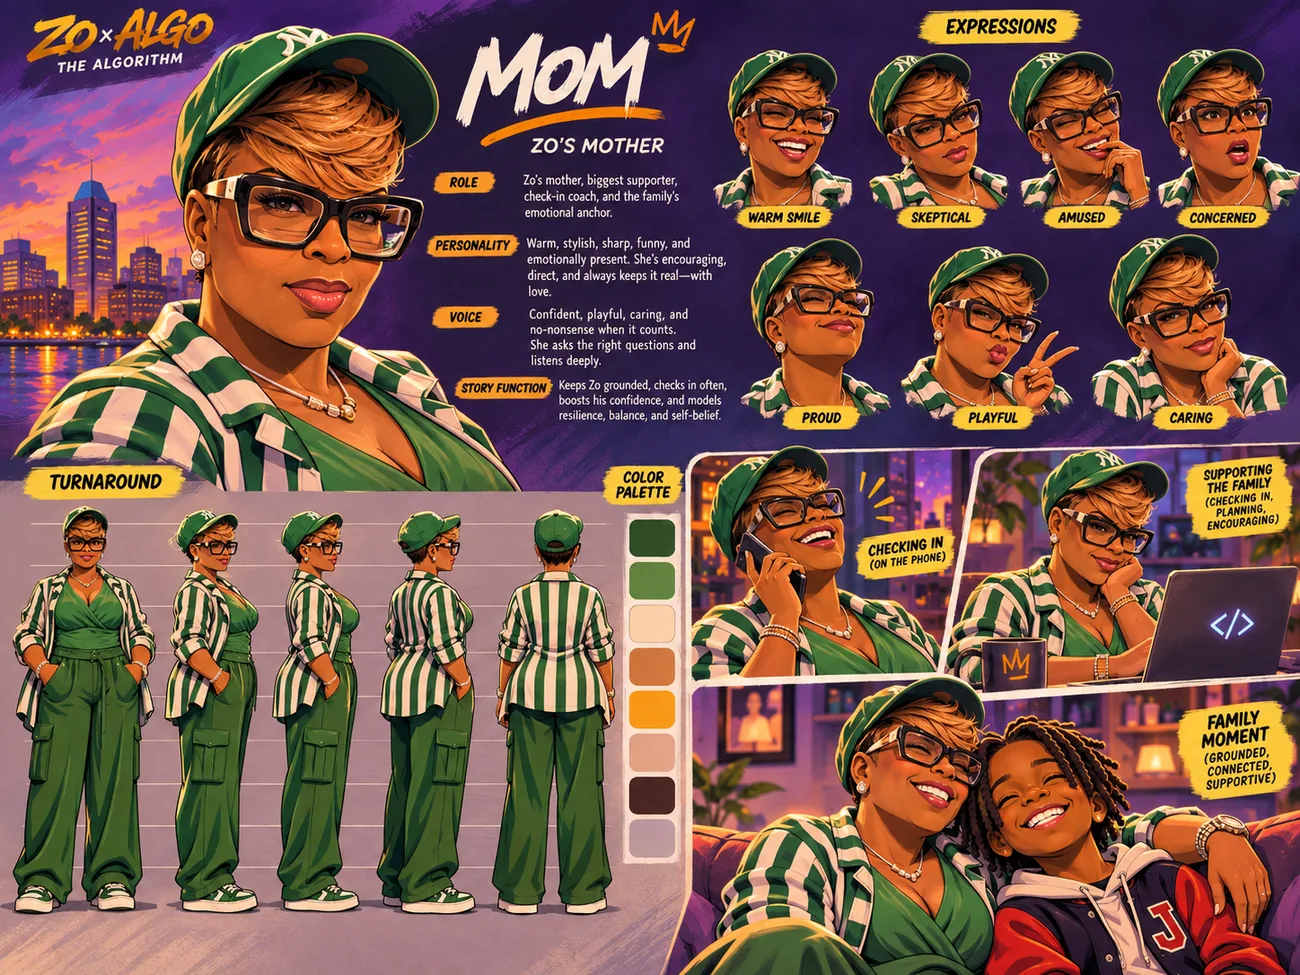 ZO x ALGO
THE ALGORITHM
MOM
ZO'S MOTHER
ROLE
Zo's mother, biggest supporter,
check-in coach, and the family's
emotional anchor.
PERSONALITY
Warm, stylish, sharp, funny, and
emotionally present. She's encouraging,
direct, and always keeps it real—with
love.
VOICE
Confident, playful, caring, and
no-nonsense when it counts.
She asks the right questions and
listens deeply.
STORY FUNCTION
Keeps Zo grounded, checks in often,
boosts his confidence, and models
resilience, balance, and self-belief.
EXPRESSIONS
WARM SMILE
SKEPTICAL
AMUSED
CONCERNED
PROUD
PLAYFUL
CARING
TURNAROUND
COLOR
PALETTE
CHECKING IN
(ON THE PHONE)
SUPPORTING
THE FAMILY
(CHECKING IN,
PLANNING,
ENCOURAGING)
</>
FAMILY
MOMENT
(GROUNDED,
CONNECTED,
SUPPORTIVE)
J